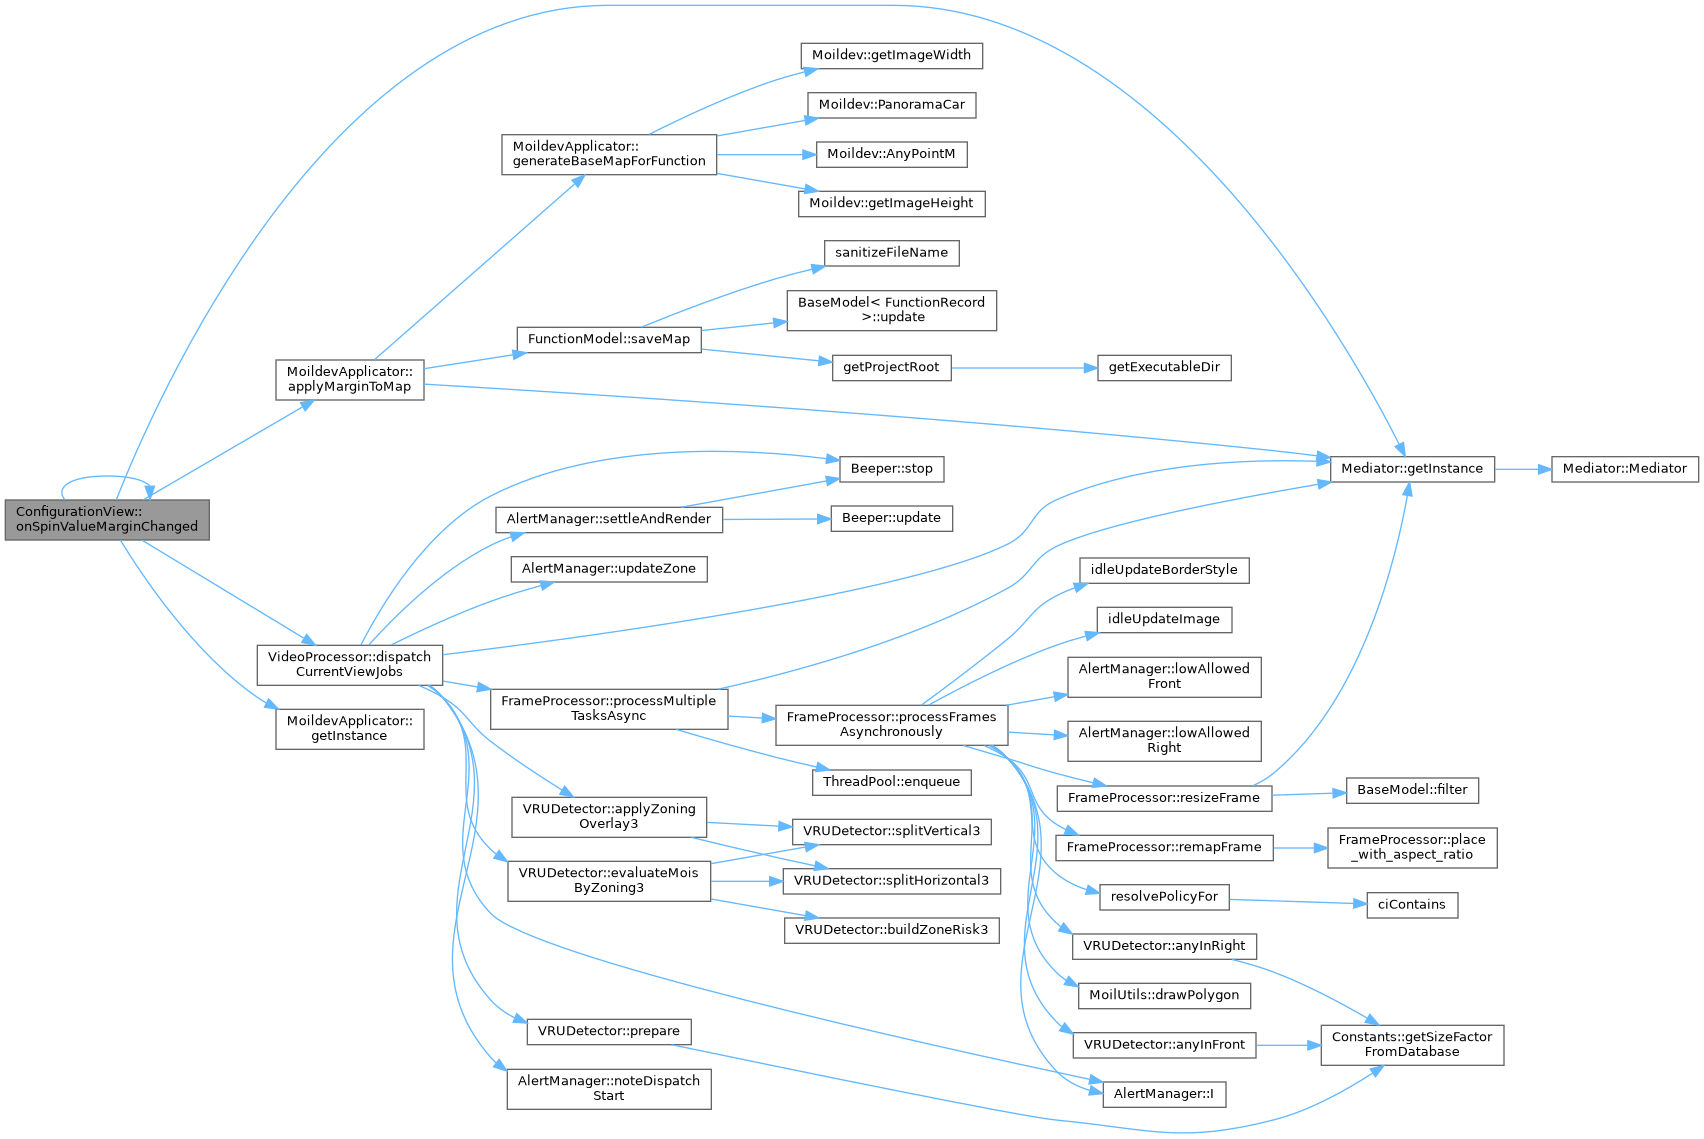 ConfigurationView::
onSpinValueMarginChanged
MoildevApplicator::
applyMarginToMap
VideoProcessor::dispatch
CurrentViewJobs
MoildevApplicator::
getInstance
MoildevApplicator::
generateBaseMapForFunction
FunctionModel::saveMap
AlertManager::settleAndRender
AlertManager::updateZone
FrameProcessor::processMultiple
TasksAsync
VRUDetector::applyZoning
Overlay3
VRUDetector::evaluateMois
ByZoning3
VRUDetector::prepare
AlertManager::noteDispatch
Start
Moildev::getImageWidth
Moildev::PanoramaCar
Moildev::AnyPointM
Moildev::getImageHeight
sanitizeFileName
BaseModel< FunctionRecord
>::update
getProjectRoot
Beeper::stop
Beeper::update
FrameProcessor::processFrames
Asynchronously
ThreadPool::enqueue
VRUDetector::splitVertical3
VRUDetector::splitHorizontal3
VRUDetector::buildZoneRisk3
getExecutableDir
idleUpdateBorderStyle
idleUpdateImage
AlertManager::lowAllowed
Front
AlertManager::lowAllowed
Right
FrameProcessor::resizeFrame
FrameProcessor::remapFrame
resolvePolicyFor
VRUDetector::anyInRight
MoilUtils::drawPolygon
VRUDetector::anyInFront
AlertManager::I
Mediator::getInstance
BaseModel::filter
FrameProcessor::place
_with_aspect_ratio
ciContains
Constants::getSizeFactor
FromDatabase
Mediator::Mediator